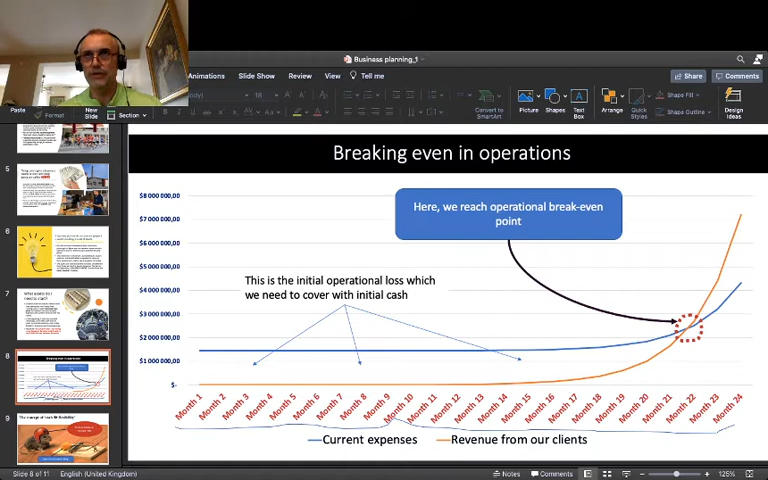 Business planning_1
Animations Slide Show Review View Tell me Share Comments
Paste New Slide Format Section Convert to SmartArt Picture Shapes Text Box Arrange Quick Styles Shape Fill Shape Outline Design Ideas
5
6
7
8
9
Breaking even in operations
$8 000 000,00
$7 000 000,00
$6 000 000,00
$5 000 000,00
$4 000 000,00
$3 000 000,00
$2 000 000,00
$1 000 000,00
$-
Here, we reach operational break-even
point
This is the initial operational loss which
we need to cover with initial cash
Month 1 Month 2 Month 3 Month 4 Month 5 Month 6 Month 7 Month 8 Month 9 Month 10 Month 11 Month 12 Month 13 Month 14 Month 15 Month 16 Month 17 Month 18 Month 19 Month 20 Month 21 Month 22 Month 23 Month 24
Current expenses Revenue from our clients
Slide 8 of 11 English (United Kingdom) Notes Comments 125%